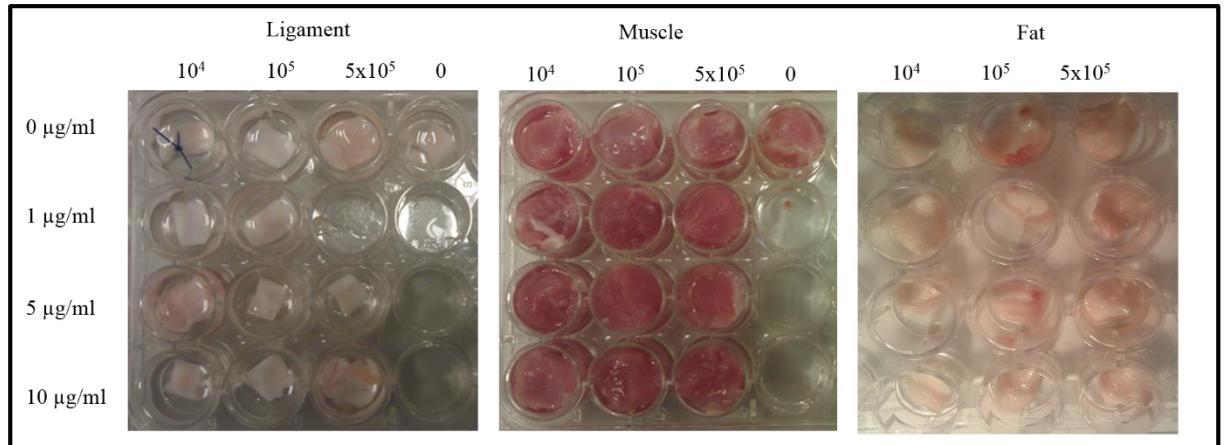 Ligament Muscle Fat
10⁴ 10⁵ 5x10⁵ 0 10⁴ 10⁵ 5x10⁵ 0 10⁴ 10⁵ 5x10⁵
0 µg/ml
1 µg/ml
5 µg/ml
10 µg/ml